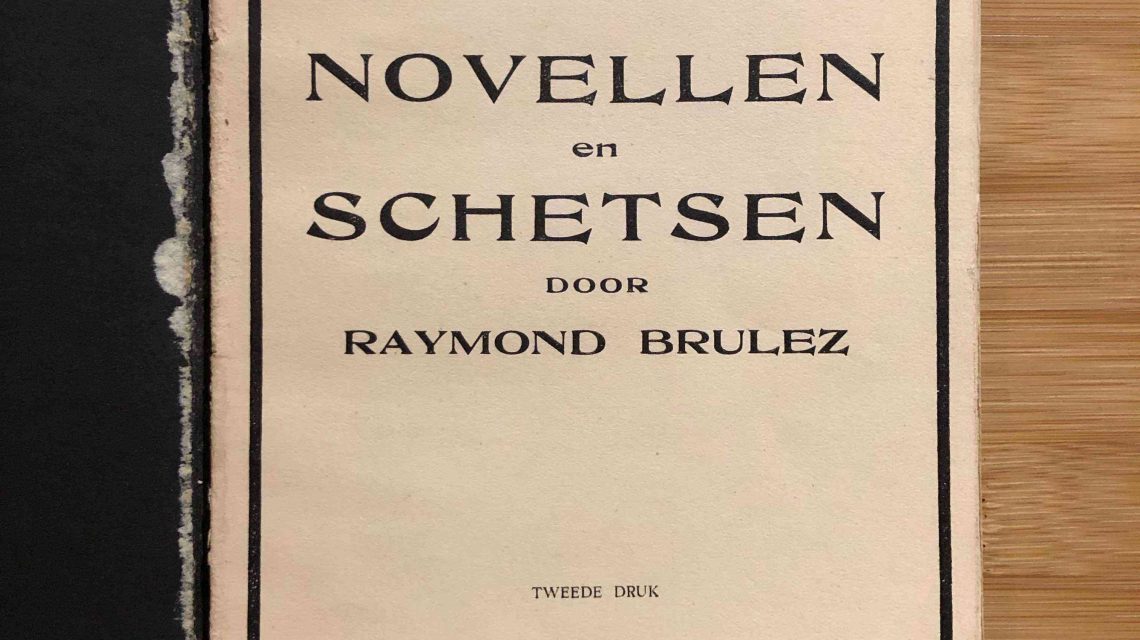 NOVELLEN
en
SCHETSEN
DOOR
RAYMOND BRULEZ
TWEEDE DRUK